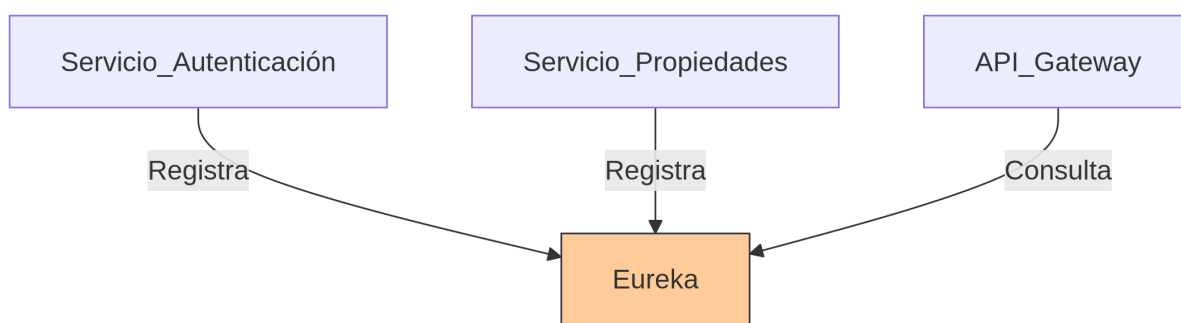 Servicio_Autenticación
Servicio_Propiedades
API_Gateway
Registra
Registra
Consulta
Eureka